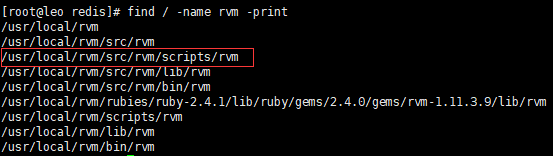 [root@leo redis]# find / -name rvm -print
/usr/local/rvm
/usr/local/rvm/src/rvm
/usr/local/rvm/src/rvm/scripts/rvm
/usr/local/rvm/src/rvm/lib/rvm
/usr/local/rvm/src/rvm/bin/rvm
/usr/local/rvm/rubies/ruby-2.4.1/lib/ruby/gems/2.4.0/gems/rvm-1.11.3.9/lib/rvm
/usr/local/rvm/scripts/rvm
/usr/local/rvm/lib/rvm
/usr/local/rvm/bin/rvm